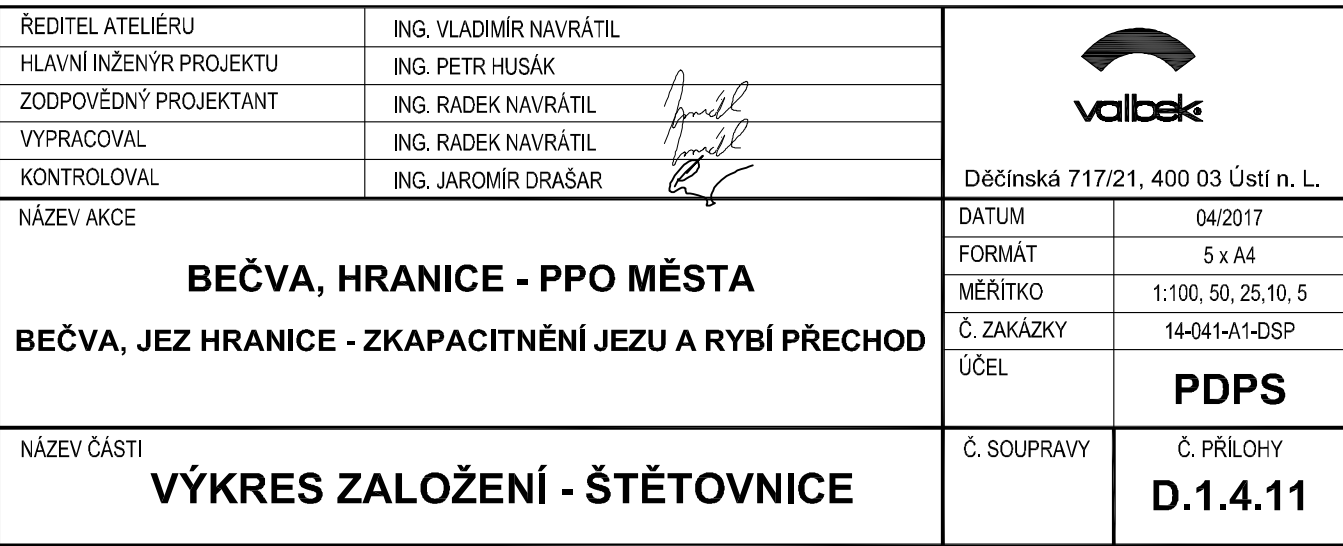 ŘEDITEL ATELIÉRU ING. VLADIMÍR NAVRÁTIL
HLAVNÍ INŽENÝR PROJEKTU ING. PETR HUSÁK
ZODPOVĚDNÝ PROJEKTANT ING. RADEK NAVRÁTIL
VYPRACOVAL ING. RADEK NAVRÁTIL
KONTROLOVAL ING. JAROMÍR DRAŠAR
valbek
Děčínská 717/21, 400 03 Ústí n. L.
NÁZEV AKCE
BEČVA, HRANICE - PPO MĚSTA
BEČVA, JEZ HRANICE - ZKAPACITNĚNÍ JEZU A RYBÍ PŘECHOD
DATUM 04/2017
FORMÁT 5 x A4
MĚŘÍTKO 1:100, 50, 25,10, 5
Č. ZAKÁZKY 14-041-A1-DSP
ÚČEL PDPS
NÁZEV ČÁSTI
VÝKRES ZALOŽENÍ - ŠTĚTOVNICE
Č. SOUPRAVY
Č. PŘÍLOHY
D.1.4.11